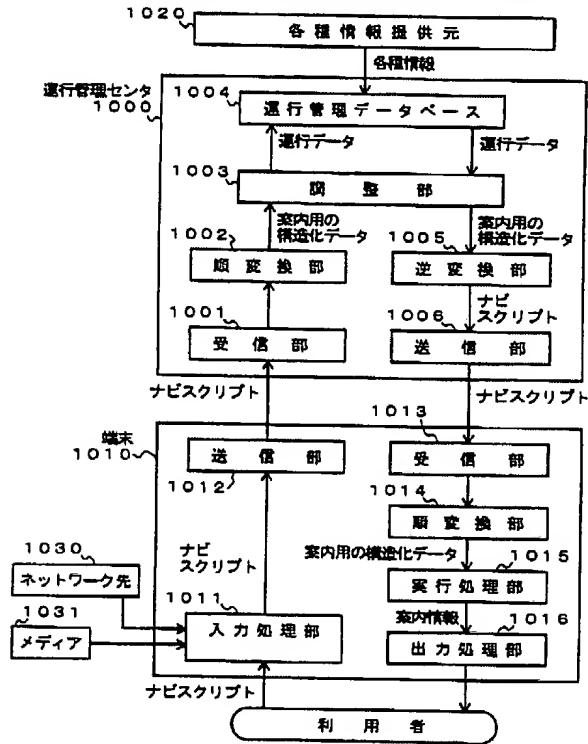 1020
各種情報提供元
各種情報
運行管理センタ
1000
1004
運行管理データベース
運行データ
運行データ
1003
調整部
案内用の
構造化データ
案内用の
構造化データ
1002
順変換部
1005
逆変換部
ナビ
スクリプト
1001
受信部
1006
送信部
ナビスクリプト
ナビスクリプト
端末
1010
送信部
1012
1013
受信部
1014
順変換部
案内用の構造化データ
1015
実行処理部
案内情報
1016
出力処理部
ナビ
スクリプト
1030
ネットワーク先
1011
入力処理部
1031
メディア
ナビスクリプト
利用者